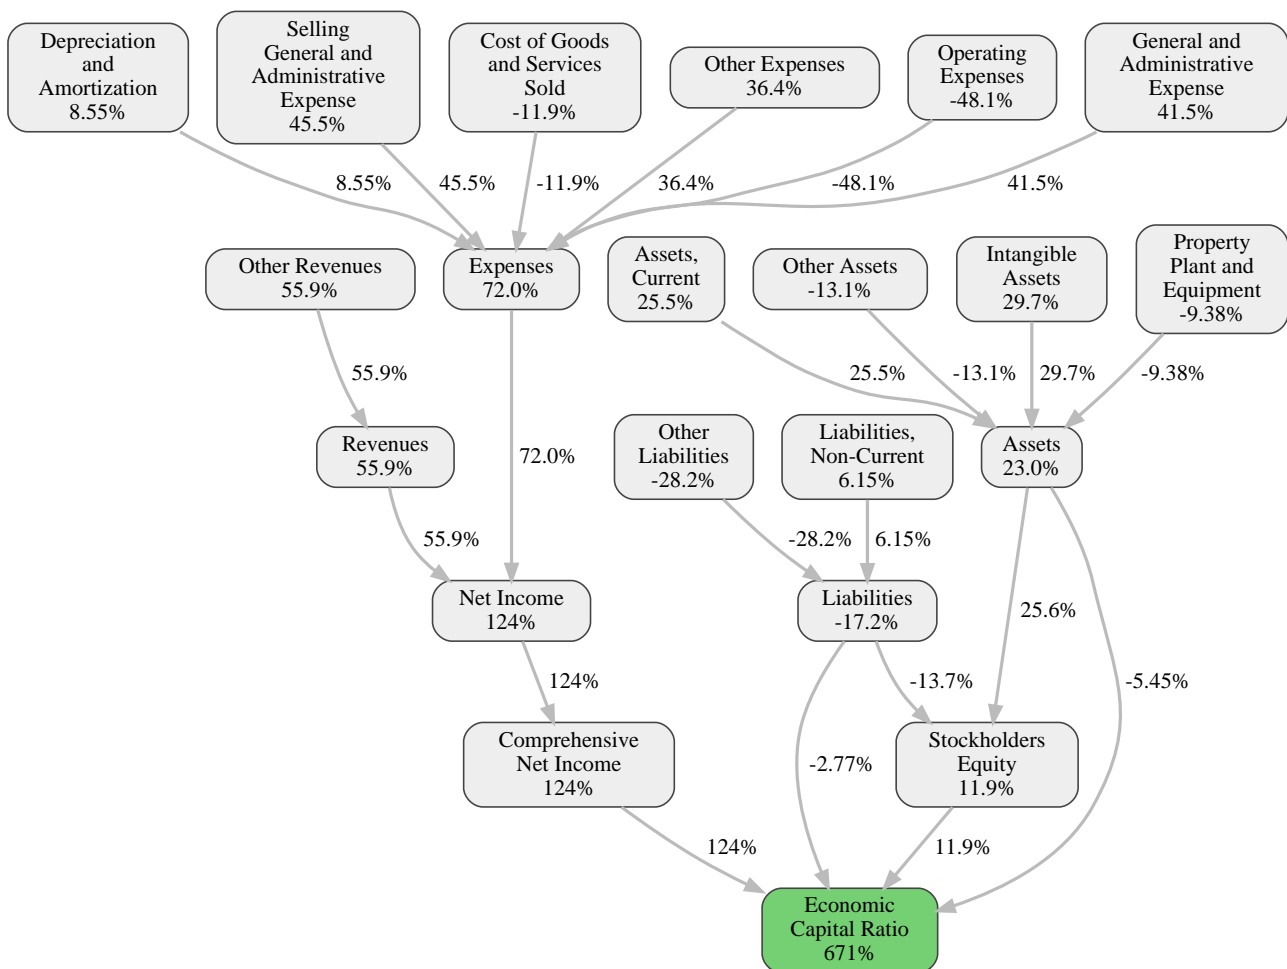 Depreciation
and
Amortization
8.55%
Selling
General and
Administrative
Expense
45.5%
Cost of Goods
and Services
Sold
-11.9%
Other Expenses
36.4%
Operating
Expenses
-48.1%
General and
Administrative
Expense
41.5%
8.55%
45.5%
-11.9%
36.4%
-48.1%
41.5%
Other Revenues
55.9%
Expenses
72.0%
Assets,
Current
25.5%
Other Assets
-13.1%
Intangible
Assets
29.7%
Property
Plant and
Equipment
-9.38%
55.9%
25.5%
-13.1%
29.7%
-9.38%
Revenues
55.9%
72.0%
Other
Liabilities
-28.2%
Liabilities,
Non-Current
6.15%
Assets
23.0%
55.9%
-28.2%
6.15%
Net Income
124%
Liabilities
-17.2%
25.6%
124%
-13.7%
-5.45%
Comprehensive
Net Income
124%
-2.77%
Stockholders
Equity
11.9%
124%
11.9%
Economic
Capital Ratio
671%